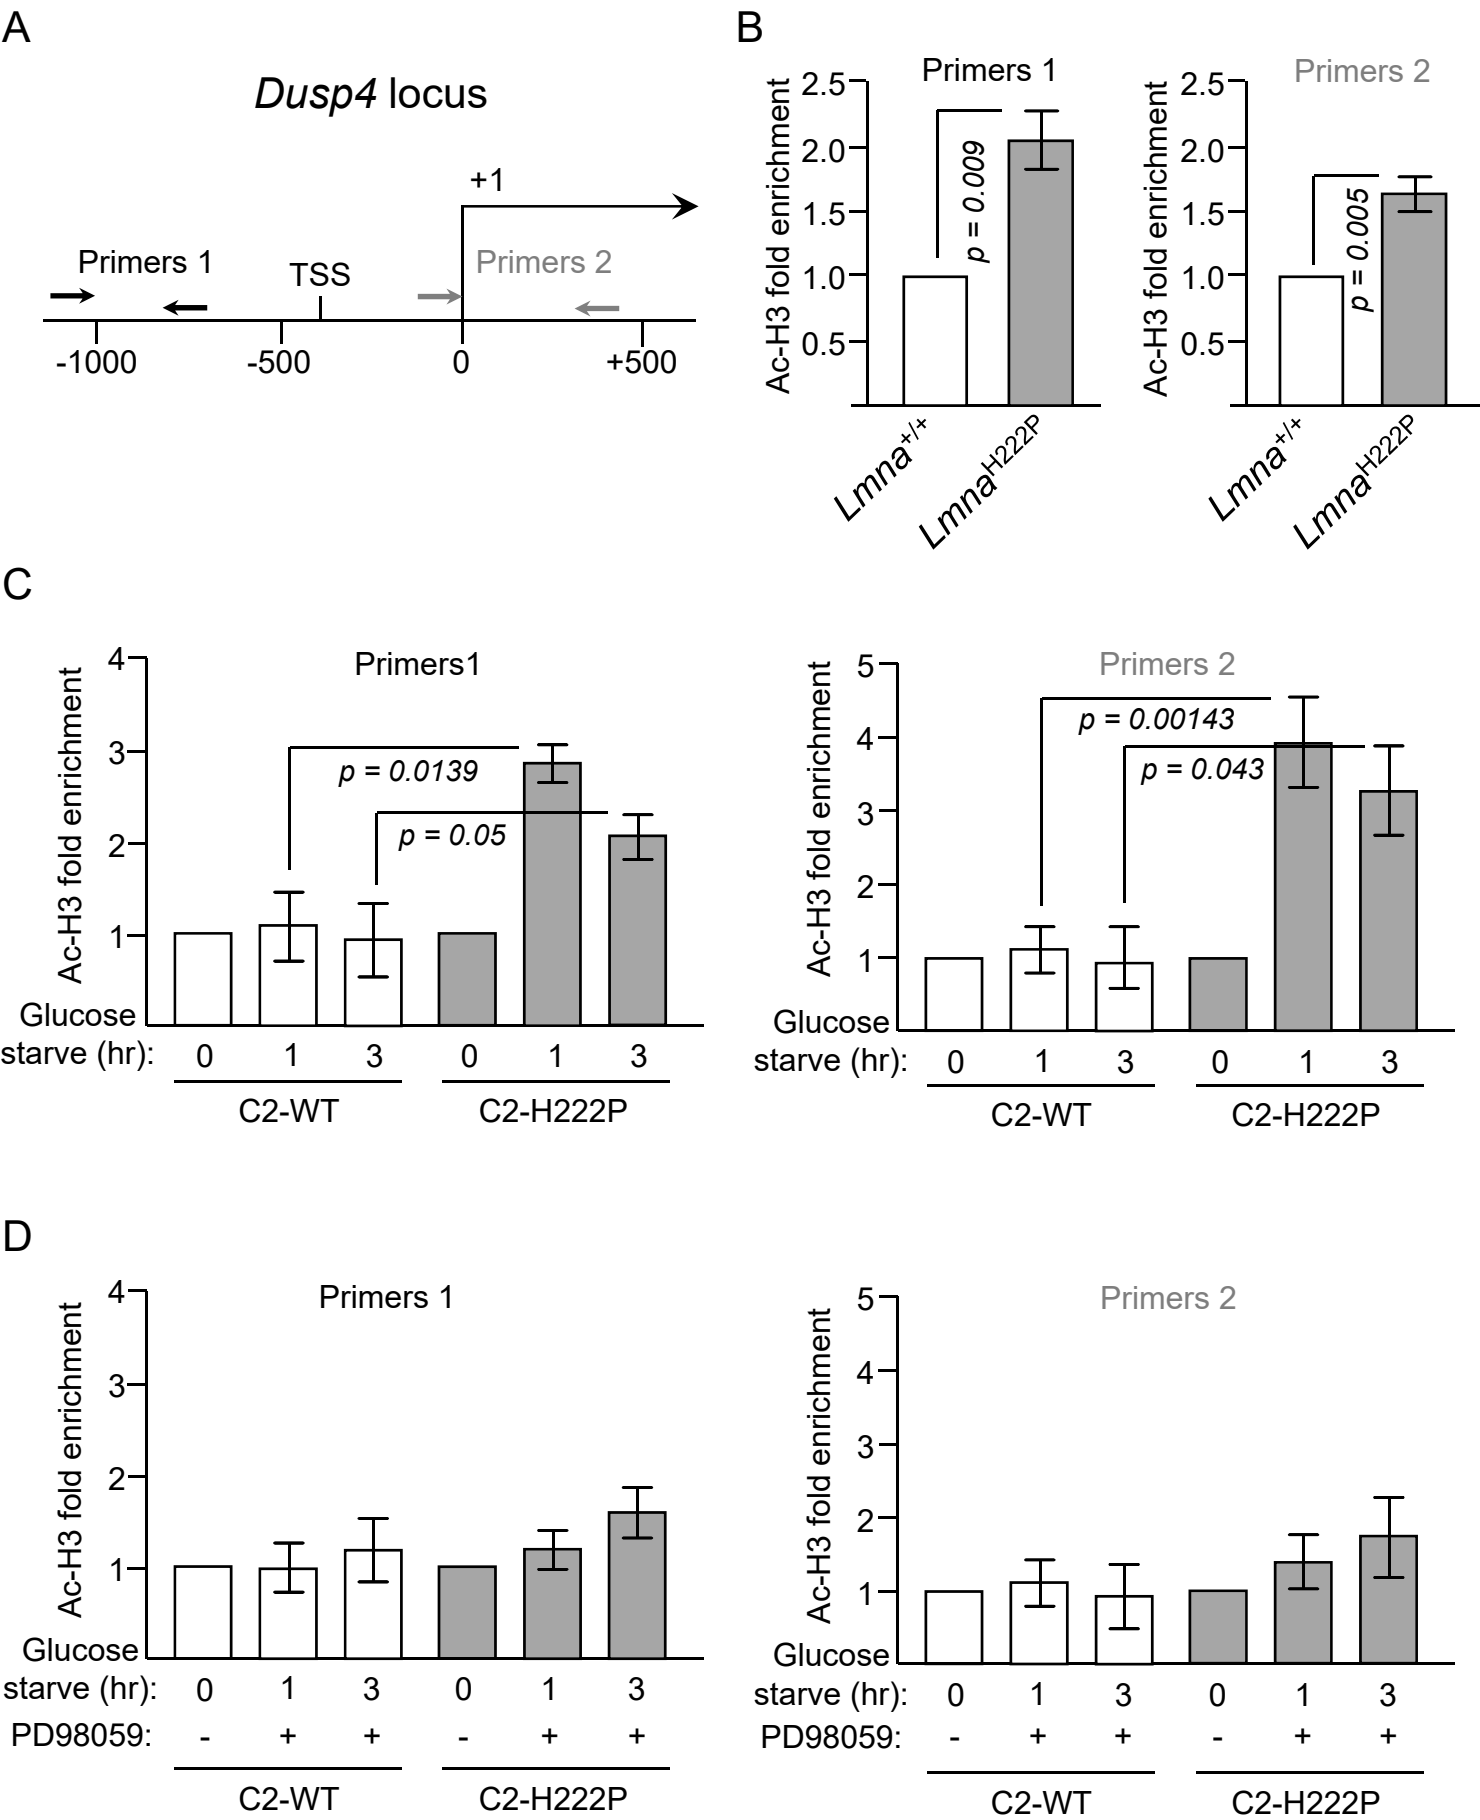 A
Dusp4 locus
+1
Primers 1
TSS
Primers 2
-1000
-500
0
+500
B
Primers 1
Ac-H3 fold enrichment
2.5
2.0
1.5
1.0
0.5
p = 0.009
Lmna+/+
LmnaH222P
Primers 2
Ac-H3 fold enrichment
2.5
2.0
1.5
1.0
0.5
p = 0.005
Lmna+/+
LmnaH222P
C
Primers1
Ac-H3 fold enrichment
4
3
2
1
p = 0.0139
p = 0.05
Glucose
starve (hr): 0 1 3 0 1 3
C2-WT C2-H222P
Primers 2
Ac-H3 fold enrichment
5
4
3
2
1
p = 0.00143
p = 0.043
Glucose
starve (hr): 0 1 3 0 1 3
C2-WT C2-H222P
D
Primers 1
Ac-H3 fold enrichment
4
3
2
1
Glucose
starve (hr): 0 1 3 0 1 3
PD98059: - + + - + +
C2-WT C2-H222P
Primers 2
Ac-H3 fold enrichment
5
4
3
2
1
Glucose
starve (hr): 0 1 3 0 1 3
PD98059: - + + - + +
C2-WT C2-H222P